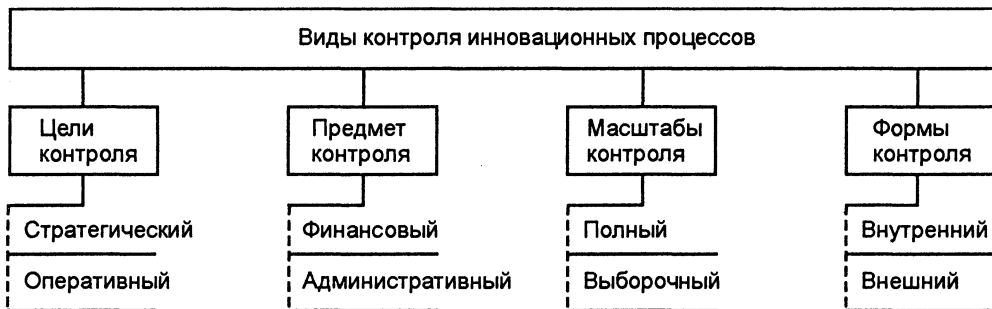 Виды контроля инновационных процессов
Цели
контроля
Предмет
контроля
Масштабы
контроля
Формы
контроля
Стратегический
Финансовый
Полный
Внутренний
Оперативный
Административный
Выборочный
Внешний